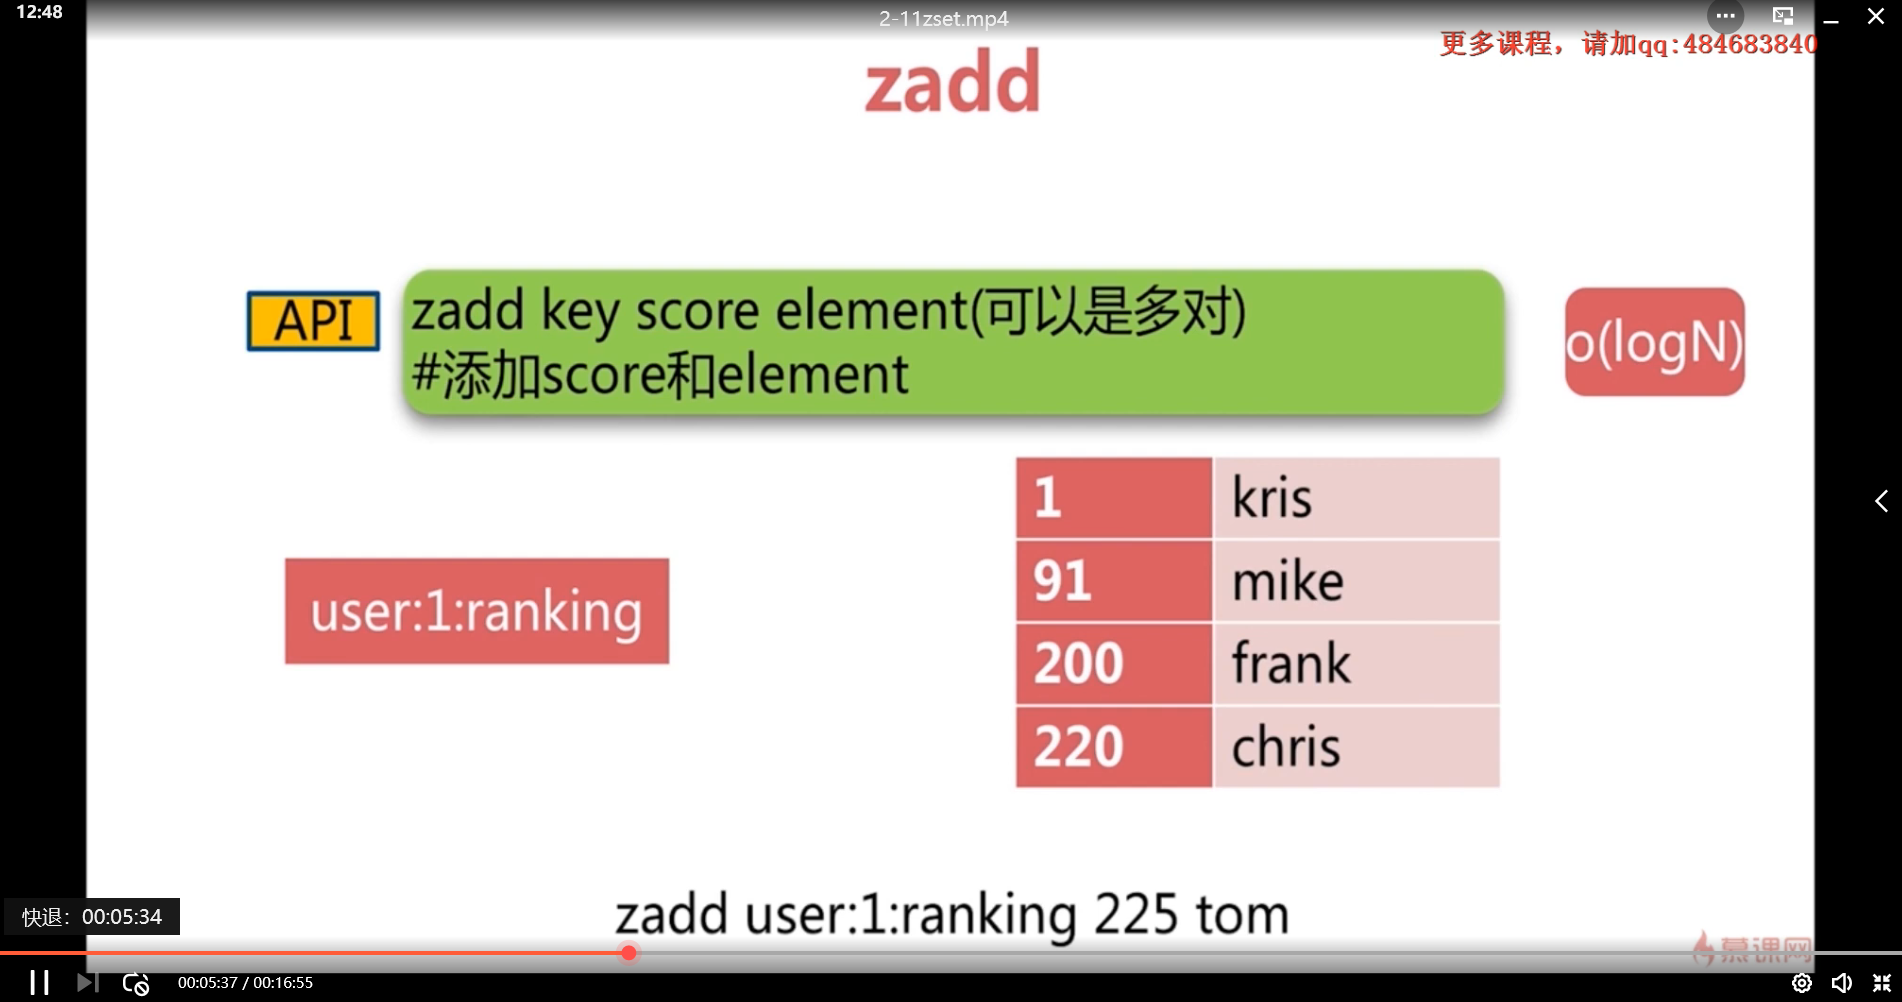 12:48
2-11zset.mp4
更多课程，请加qq:484683840
zadd
API
zadd key score element(可以是多对)
#添加score和element
o(logN)
user:1:ranking
1 kris
91 mike
200 frank
220 chris
zadd user:1:ranking 225 tom
快退：00:05:34
慕课网
00:05:37 / 00:16:55